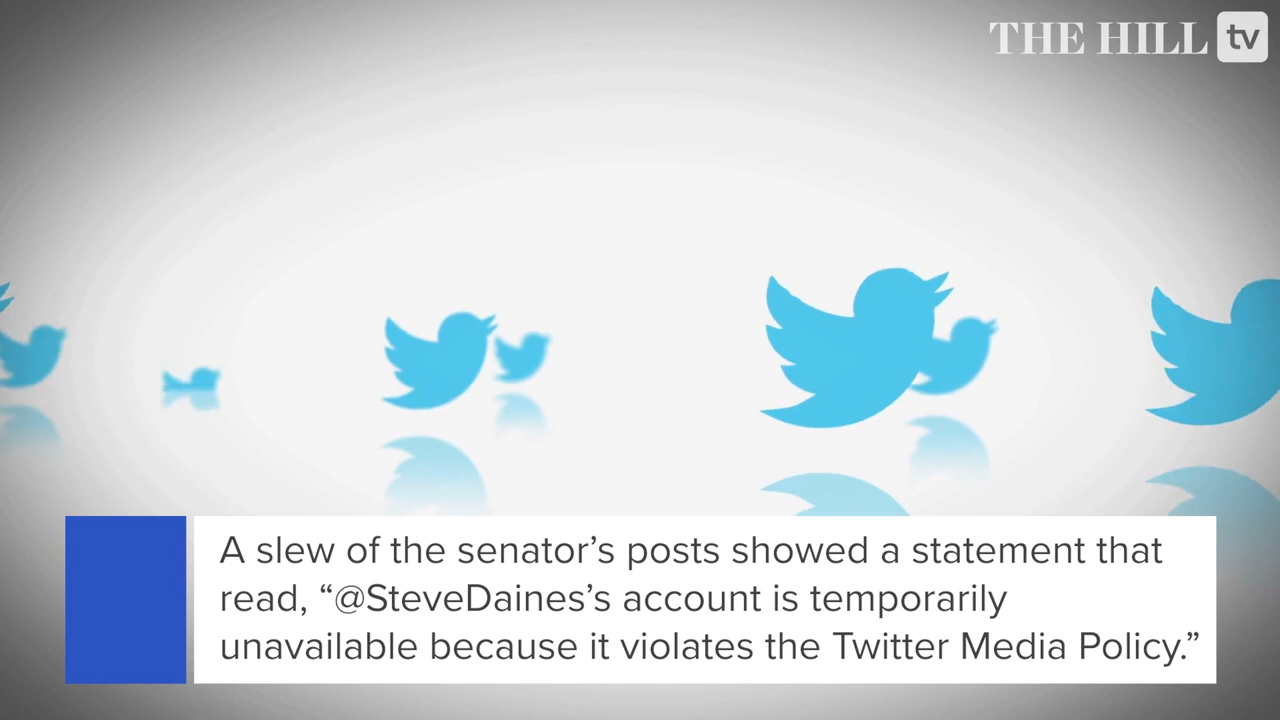 THE HILL tv
A slew of the senator’s posts showed a statement that
read, “@SteveDaines’s account is temporarily
unavailable because it violates the Twitter Media Policy.”